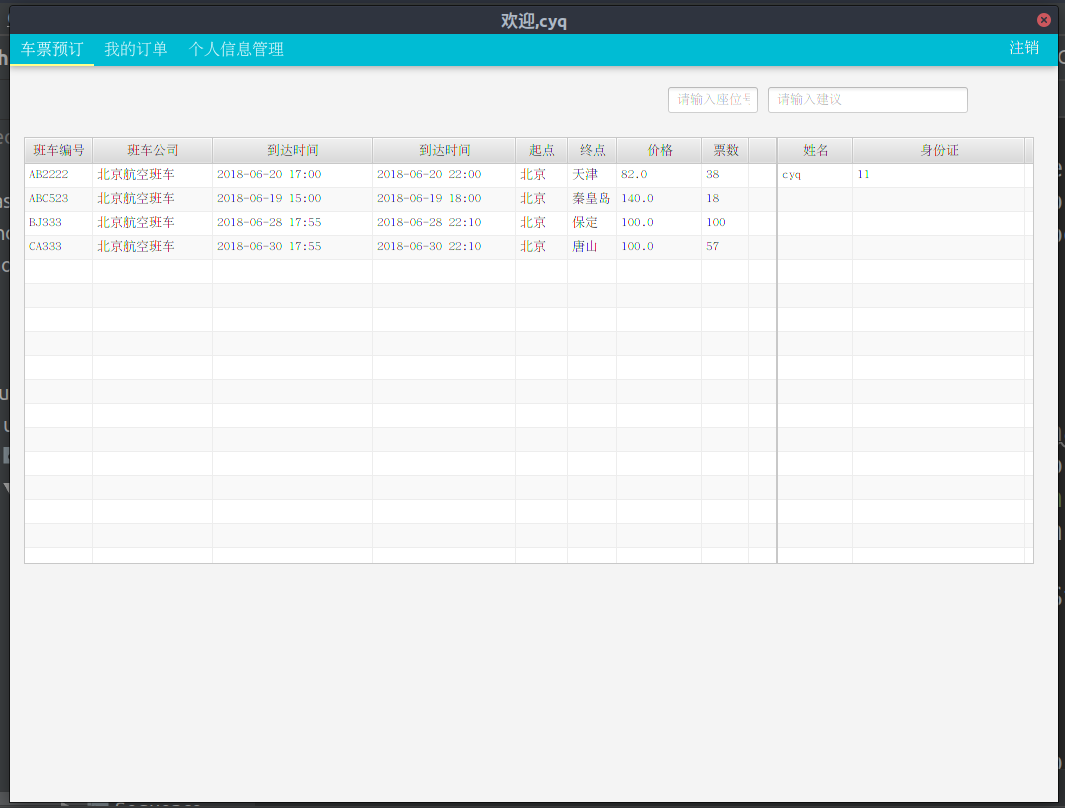 欢迎,cyq
车票预订 我的订单 个人信息管理 注销
请输入座位号 请输入建议
班车编号 班车公司 到达时间 到达时间 起点 终点 价格 票数 姓名 身份证
AB2222 北京航空班车 2018-06-20 17:00 2018-06-20 22:00 北京 天津 82.0 38 cyq 11
ABC523 北京航空班车 2018-06-19 15:00 2018-06-19 18:00 北京 秦皇岛 140.0 18
BJ333 北京航空班车 2018-06-28 17:55 2018-06-28 22:10 北京 保定 100.0 100
CA333 北京航空班车 2018-06-30 17:55 2018-06-30 22:10 北京 唐山 100.0 57